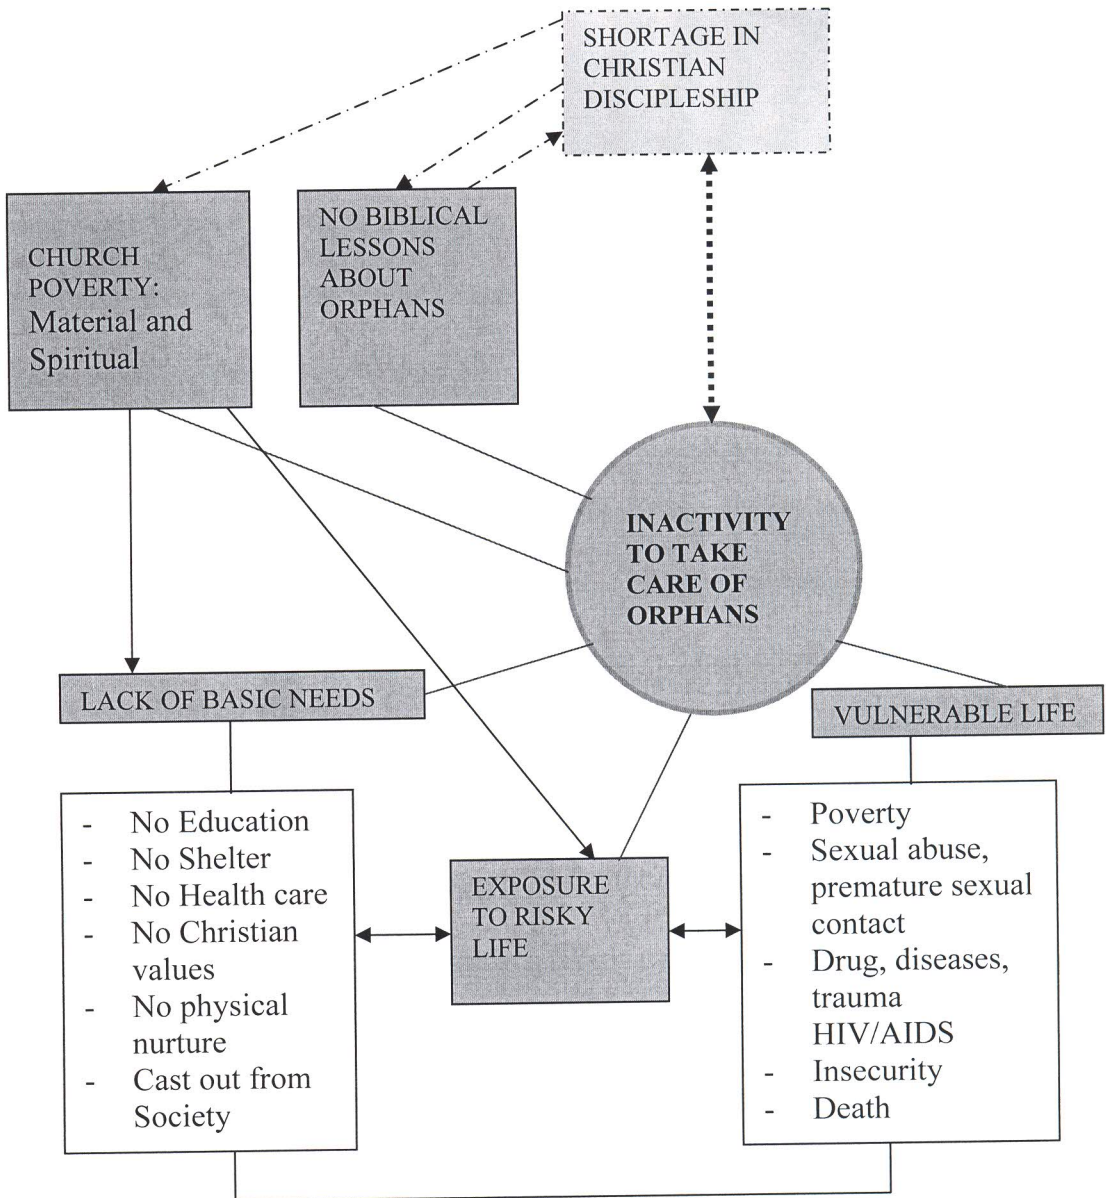 SHORTAGE IN
CHRISTIAN
DISCIPLESHIP
CHURCH
POVERTY:
Material and
Spiritual
NO BIBLICAL
LESSONS
ABOUT
ORPHANS
INACTIVITY
TO TAKE
CARE OF
ORPHANS
LACK OF BASIC NEEDS
VULNERABLE LIFE
- No Education
- No Shelter
- No Health care
- No Christian
values
- No physical
nurture
- Cast out from
Society
EXPOSURE
TO RISKY
LIFE
- Poverty
- Sexual abuse,
premature sexual
contact
- Drug, diseases,
trauma
HIV/AIDS
- Insecurity
- Death